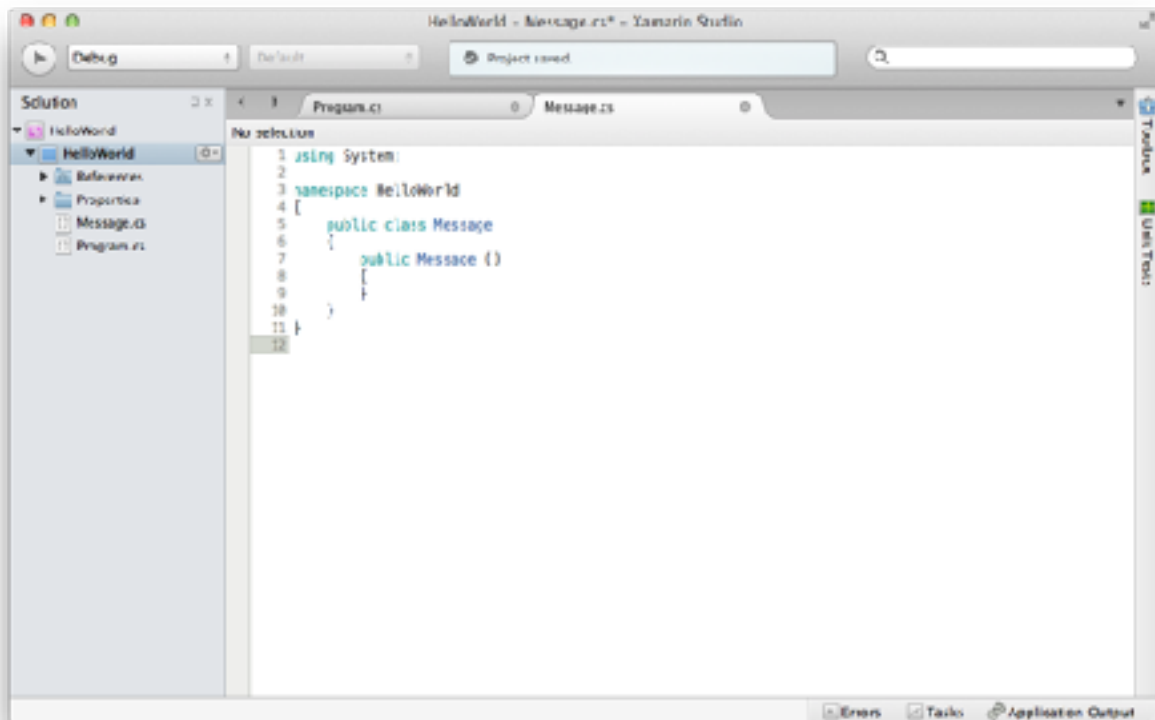 HelloWorld – Message.cs* – Xamarin Studio
Debug
Default
Project saved.
Solution
Program.cs
Message.cs
HelloWorld
No selection
HelloWorld
References
Properties
Message.cs
Program.cs
1 using System;
2
3 namespace HelloWorld
4 {
5 public class Message
6 {
7 public Message ()
8 {
9 }
10 }
11 }
12
Toolbox
Unit Tests
Errors
Tasks
Application Output